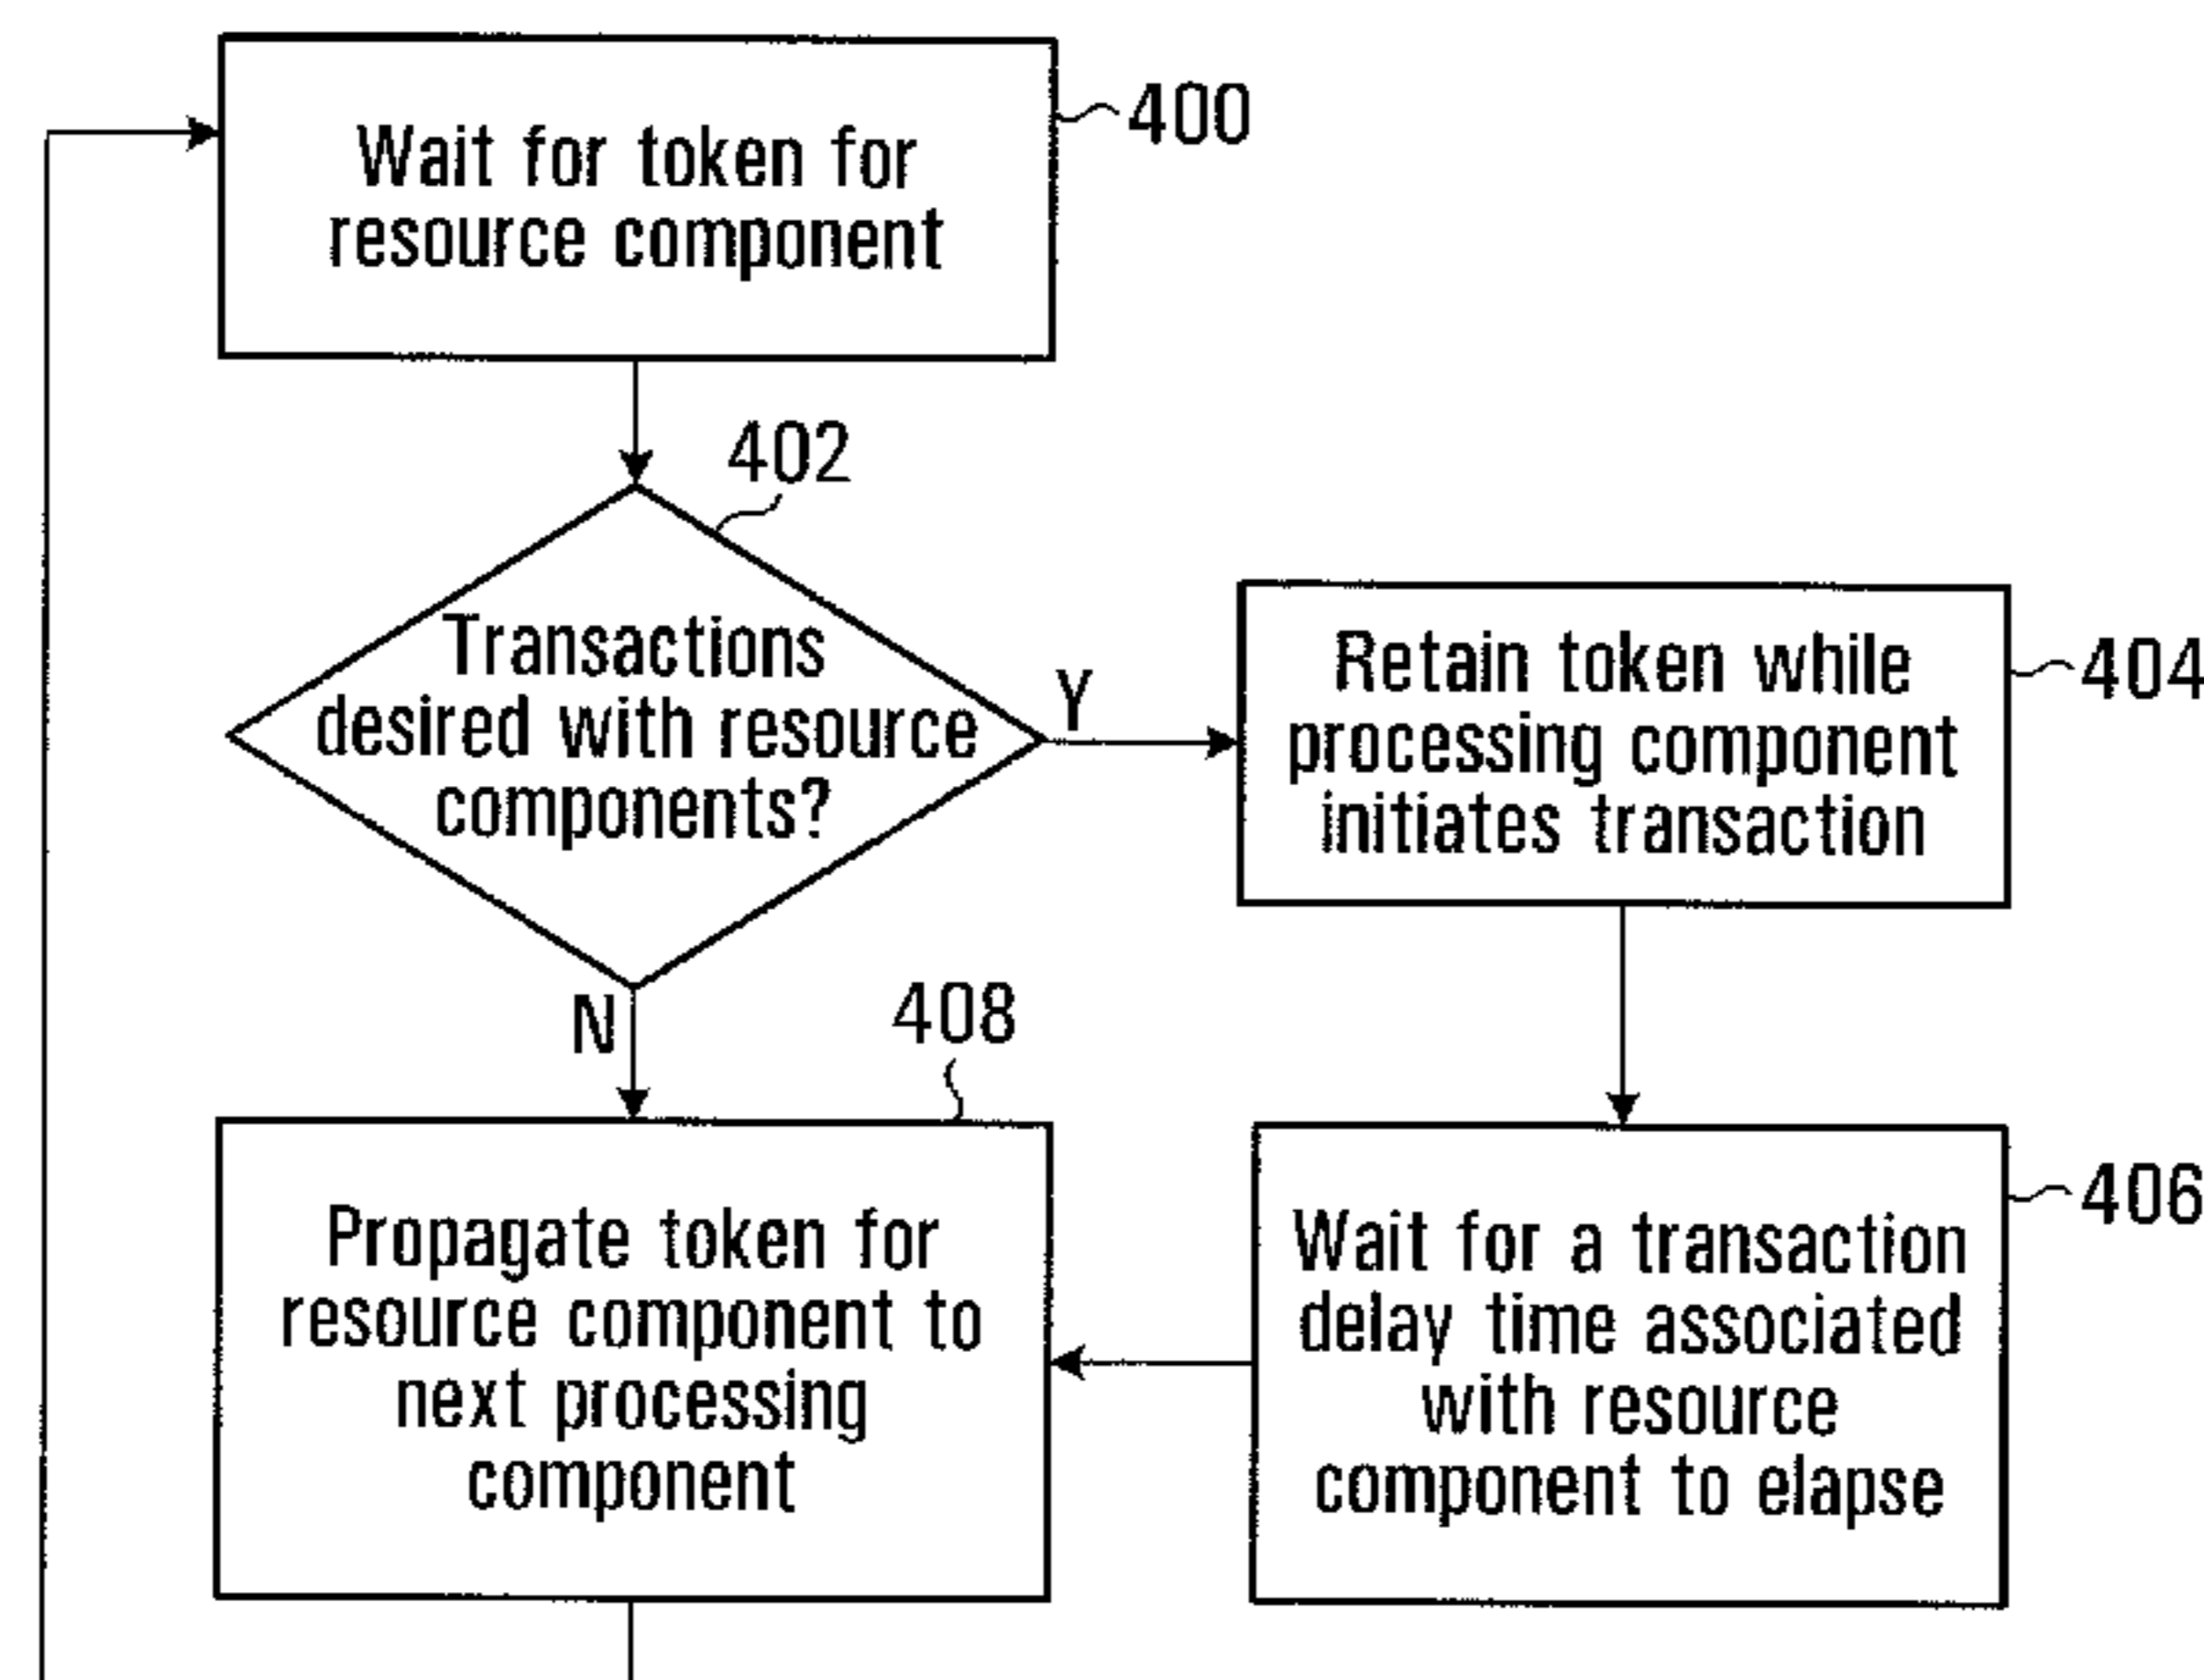 Wait for token for
resource component
400
402
Transactions
desired with resource
components?
Y
Retain token while
processing component
initiates transaction
404
N
408
Propagate token for
resource component to
next processing
component
Wait for a transaction
delay time associated
with resource
component to elapse
406